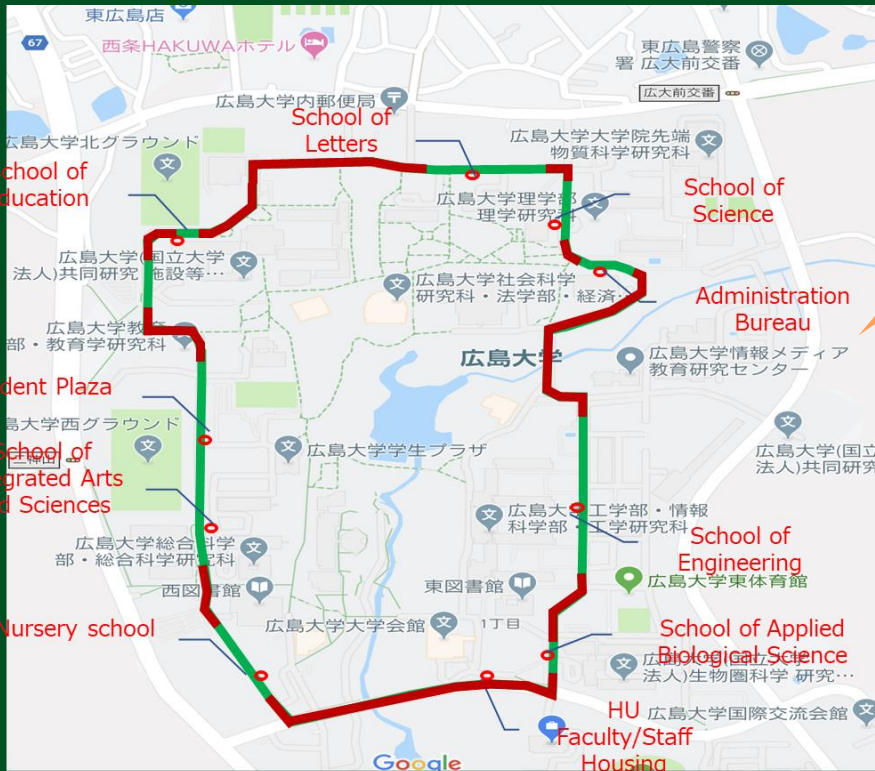 東広島店
67
西条HAKUWAホテル
東広島警察
署 広大前交番
広大前交番
広島大学内郵便局
School of
Letters
広島大学大学院先端
物質科学研究科
広島大学北グラウンド
chool of
ducation
広島大学理学部
理学研究科
School of
Science
広島大学(国立大学
法人)共同研究 施設等…
広島大学社会科学
研究科・法学部・経済…
Administration
Bureau
広島大学教育
部・教育学研究科
広島大学
広島大学情報メディア
教育研究センター
dent Plaza
島大学西グラウンド
広島大学学生プラザ
広島大学(国立
法人)共同研究
School of
egrated Arts
d Sciences
広島大 工学部・情報
科学部・工学研究科
School of
Engineering
広島大学総合科学
部・総合科学研究科
西図書館
東図書館
広島大学東体育館
Nursery school
広島大学大学会館
1丁目
School of Applied
Biological Science
法人)生物圏科学 研究…
HU
Faculty/Staff
Housing
広島大学国際交流会館
Google